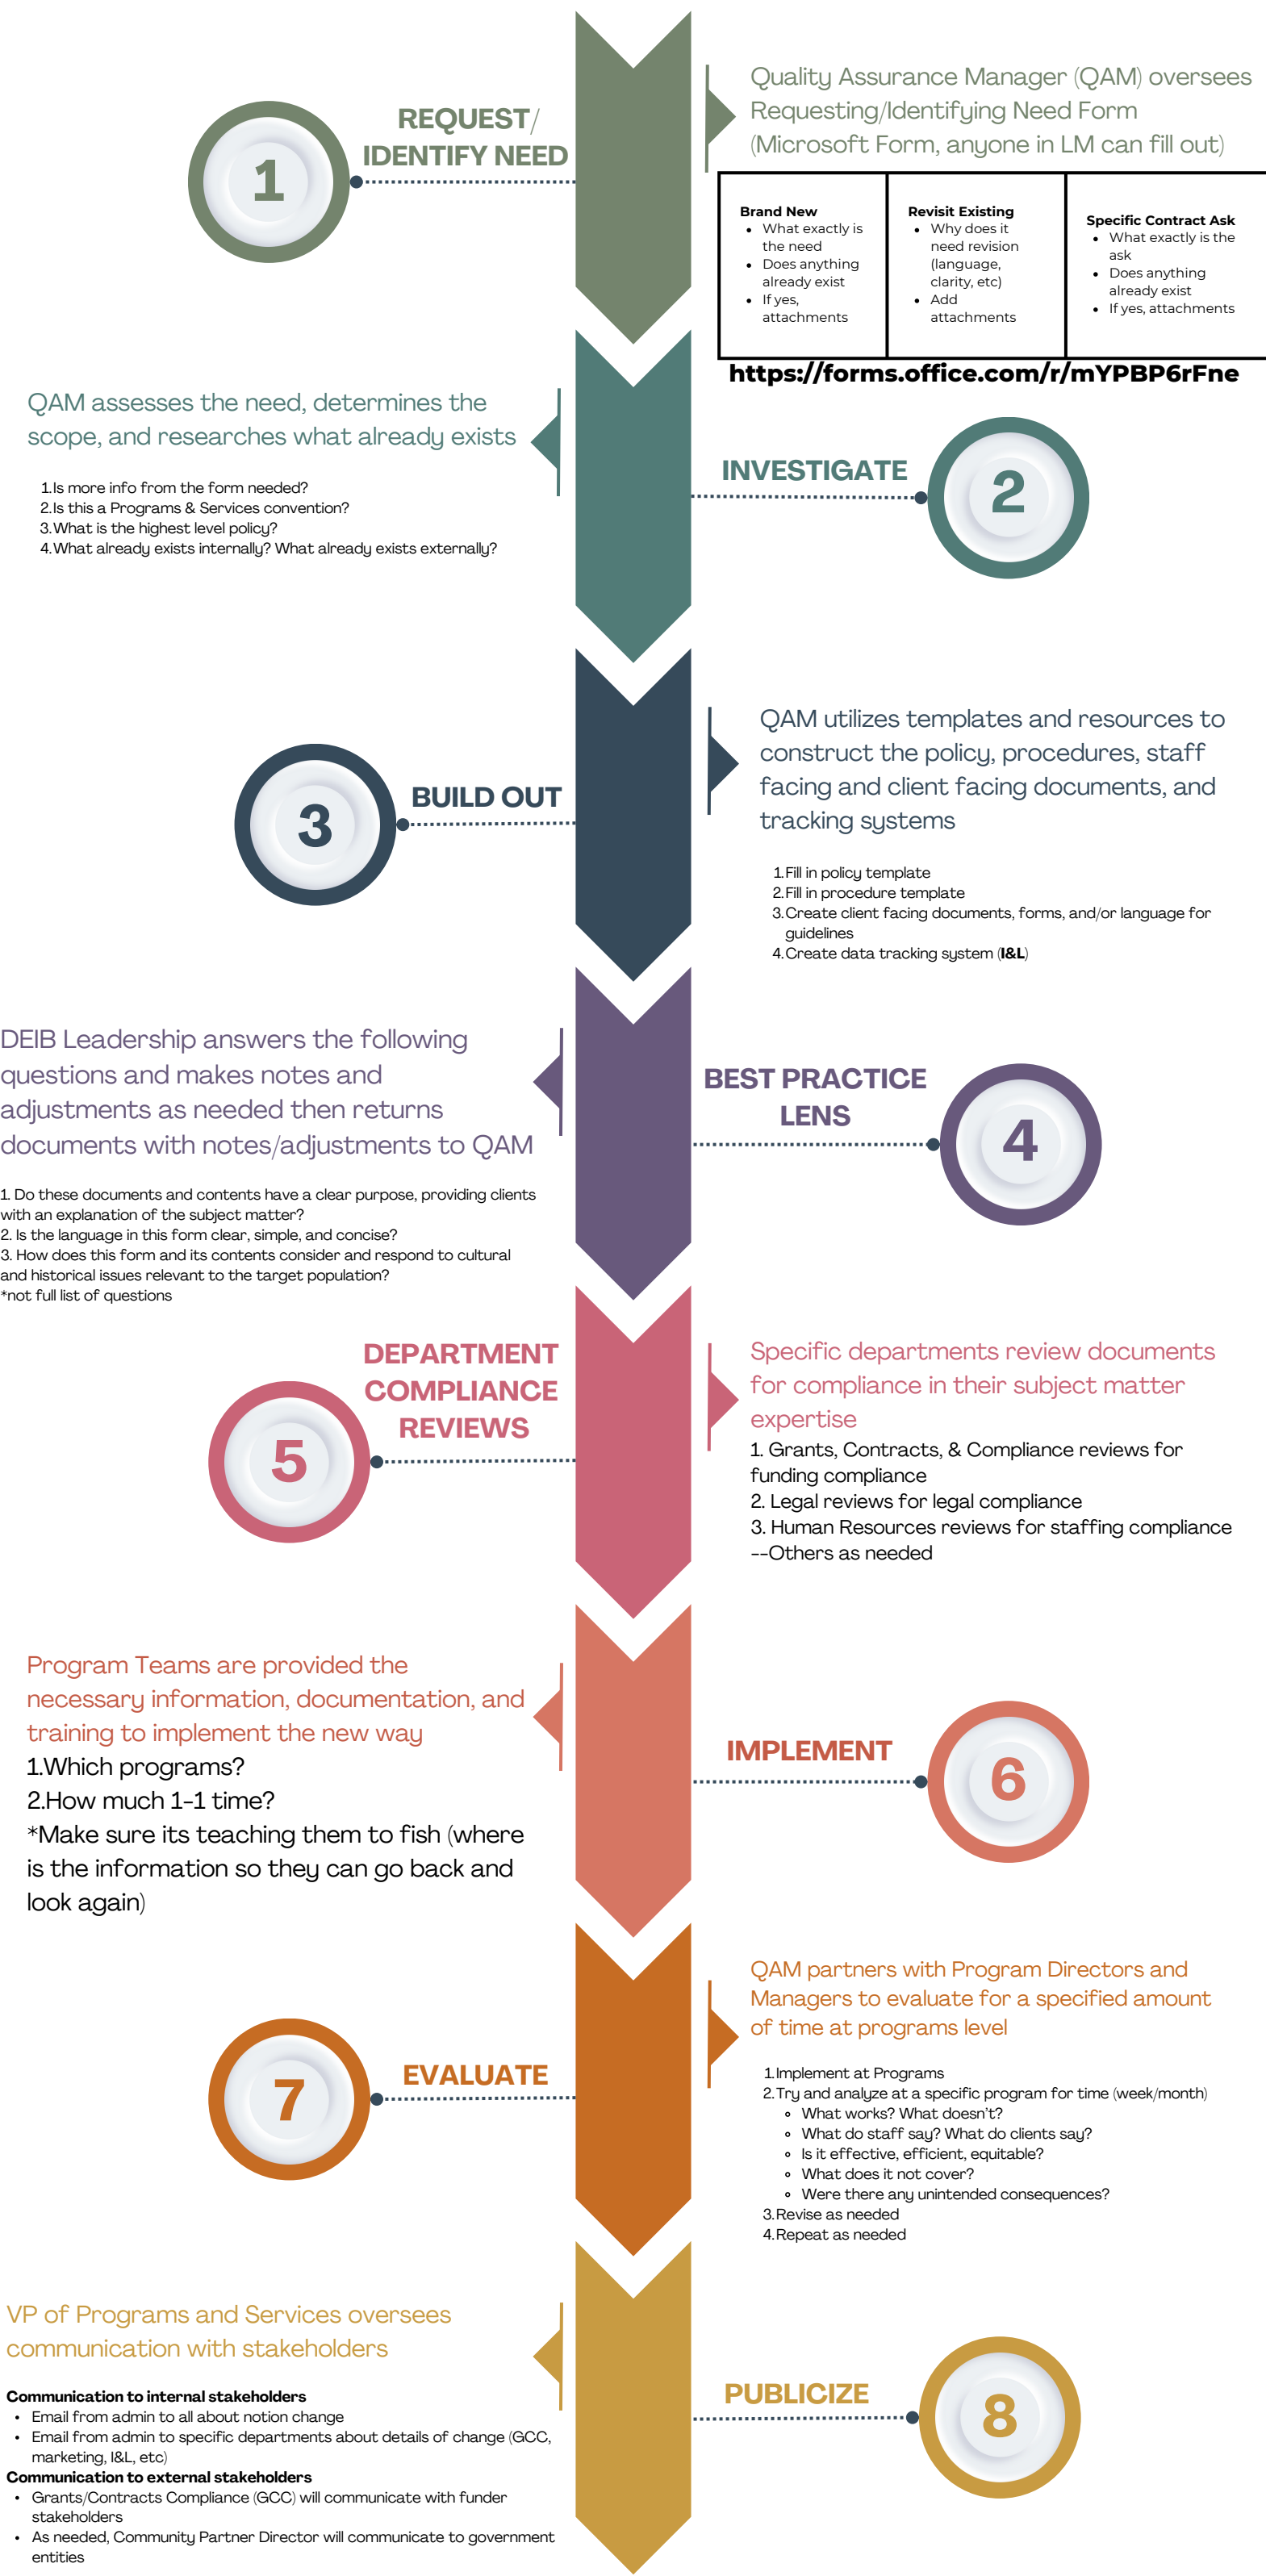 1
REQUEST/
IDENTIFY NEED
Quality Assurance Manager (QAM) oversees
Requesting/Identifying Need Form
(Microsoft Form, anyone in LM can fill out)
Brand New
• What exactly is
the need
• Does anything
already exist
• If yes,
attachments
Revisit Existing
• Why does it
need revision
(language,
clarity, etc)
• Add
attachments
Specific Contract Ask
• What exactly is the
ask
• Does anything
already exist
• If yes, attachments
https://forms.office.com/r/mYPBP6rFne
QAM assesses the need, determines the
scope, and researches what already exists
1. Is more info from the form needed?
2. Is this a Programs & Services convention?
3. What is the highest level policy?
4. What already exists internally? What already exists externally?
INVESTIGATE
2
3
BUILD OUT
QAM utilizes templates and resources to
construct the policy, procedures, staff
facing and client facing documents, and
tracking systems
1. Fill in policy template
2. Fill in procedure template
3. Create client facing documents, forms, and/or language for
guidelines
4. Create data tracking system (I&L)
DEIB Leadership answers the following
questions and makes notes and
adjustments as needed then returns
documents with notes/adjustments to QAM
1. Do these documents and contents have a clear purpose, providing clients
with an explanation of the subject matter?
2. Is the language in this form clear, simple, and concise?
3. How does this form and its contents consider and respond to cultural
and historical issues relevant to the target population?
*not full list of questions
BEST PRACTICE
LENS
4
5
DEPARTMENT
COMPLIANCE
REVIEWS
Specific departments review documents
for compliance in their subject matter
expertise
1. Grants, Contracts, & Compliance reviews for
funding compliance
2. Legal reviews for legal compliance
3. Human Resources reviews for staffing compliance
--Others as needed
Program Teams are provided the
necessary information, documentation, and
training to implement the new way
1.Which programs?
2.How much 1-1 time?
*Make sure its teaching them to fish (where
is the information so they can go back and
look again)
IMPLEMENT
6
7
EVALUATE
QAM partners with Program Directors and
Managers to evaluate for a specified amount
of time at programs level
1. Implement at Programs
2. Try and analyze at a specific program for time (week/month)
◦ What works? What doesn't?
◦ What do staff say? What do clients say?
◦ Is it effective, efficient, equitable?
◦ What does it not cover?
◦ Were there any unintended consequences?
3. Revise as needed
4. Repeat as needed
VP of Programs and Services oversees
communication with stakeholders
Communication to internal stakeholders
• Email from admin to all about notion change
• Email from admin to specific departments about details of change (GCC,
marketing, I&L, etc)
Communication to external stakeholders
• Grants/Contracts Compliance (GCC) will communicate with funder
stakeholders
• As needed, Community Partner Director will communicate to government
entities
PUBLICIZE
8